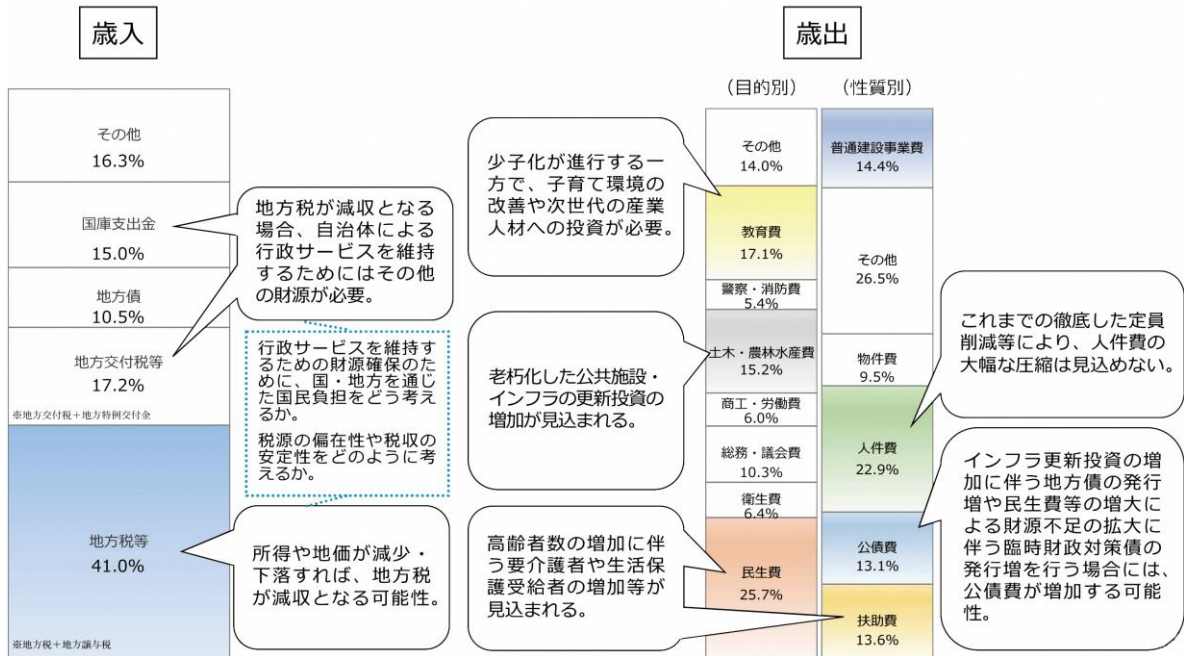 歳入
その他
16.3%
国庫支出金
15.0%
地方債
10.5%
地方交付税等
17.2%
※地方交付税＋地方特例交付金
地方税等
41.0%
※地方税＋地方譲与税
地方税が減収となる
場合、自治体による
行政サービスを維持
するためにはその他
の財源が必要。
行政サービスを維持す
るための財源確保のた
めに、国・地方を通じ
た国民負担をどう考え
るか。
税源の偏在性や税収の
安定性をどのように考
えるか。
所得や地価が減少・
下落すれば、地方税
が減収となる可能性。
歳出
（目的別）
その他
14.0%
教育費
17.1%
警察・消防費
5.4%
土木・農林水産費
15.2%
商工・労働費
6.0%
総務・議会費
10.3%
衛生費
6.4%
民生費
25.7%
（性質別）
普通建設事業費
14.4%
その他
26.5%
物件費
9.5%
人件費
22.9%
公債費
13.1%
扶助費
13.6%
少子化が進行する一
方で、子育て環境の
改善や次世代の産業
人材への投資が必要。
老朽化した公共施設・
インフラの更新投資の
増加が見込まれる。
高齢者数の増加に伴
う要介護者や生活保
護受給者の増加等が
見込まれる。
これまでの徹底した定員
削減等により、人件費の
大幅な圧縮は見込めない。
インフラ更新投資の増
加に伴う地方債の発行
増や民生費等の増大に
よる財源不足の拡大に
伴う臨時財政対策債の
発行増を行う場合には、
公債費が増加する可能
性。